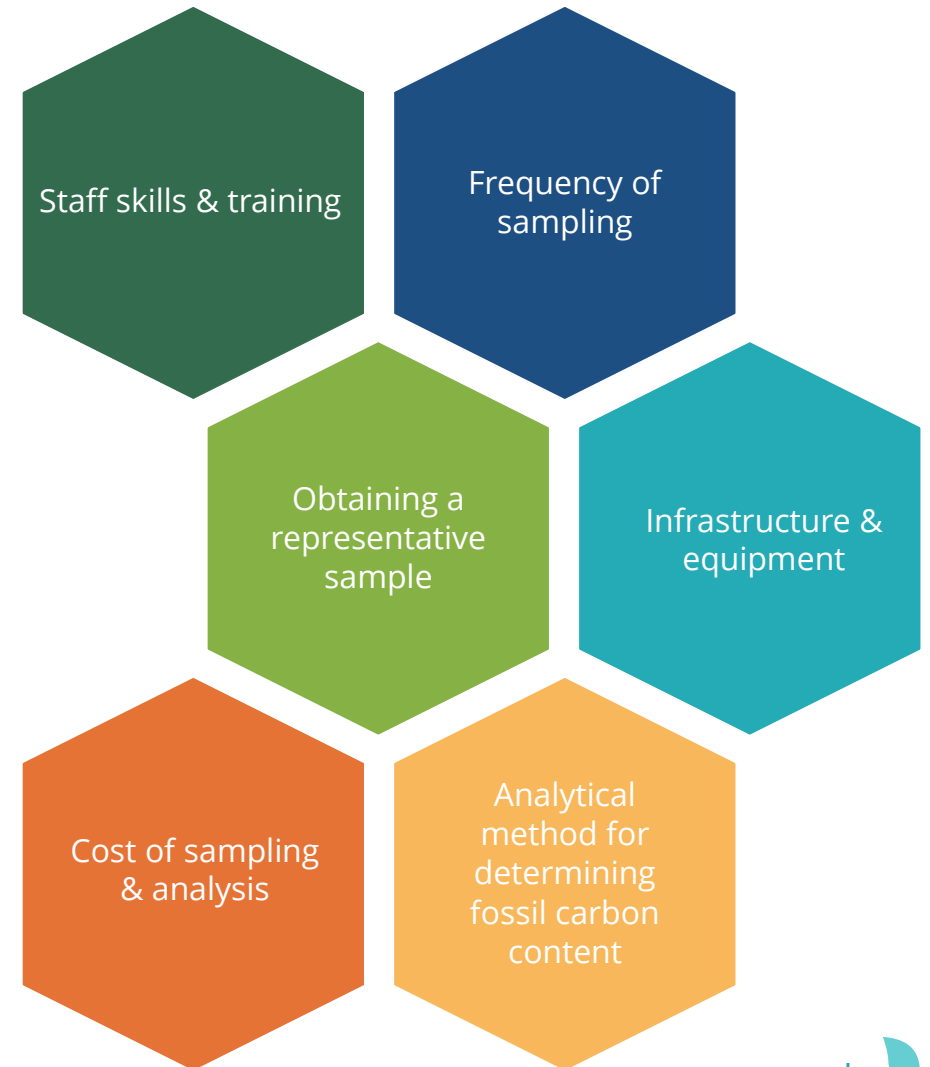 Staff skills & training
Frequency of
sampling
Obtaining a
representative
sample
Infrastructure &
equipment
Cost of sampling
& analysis
Analytical
method for
determining
fossil carbon
content